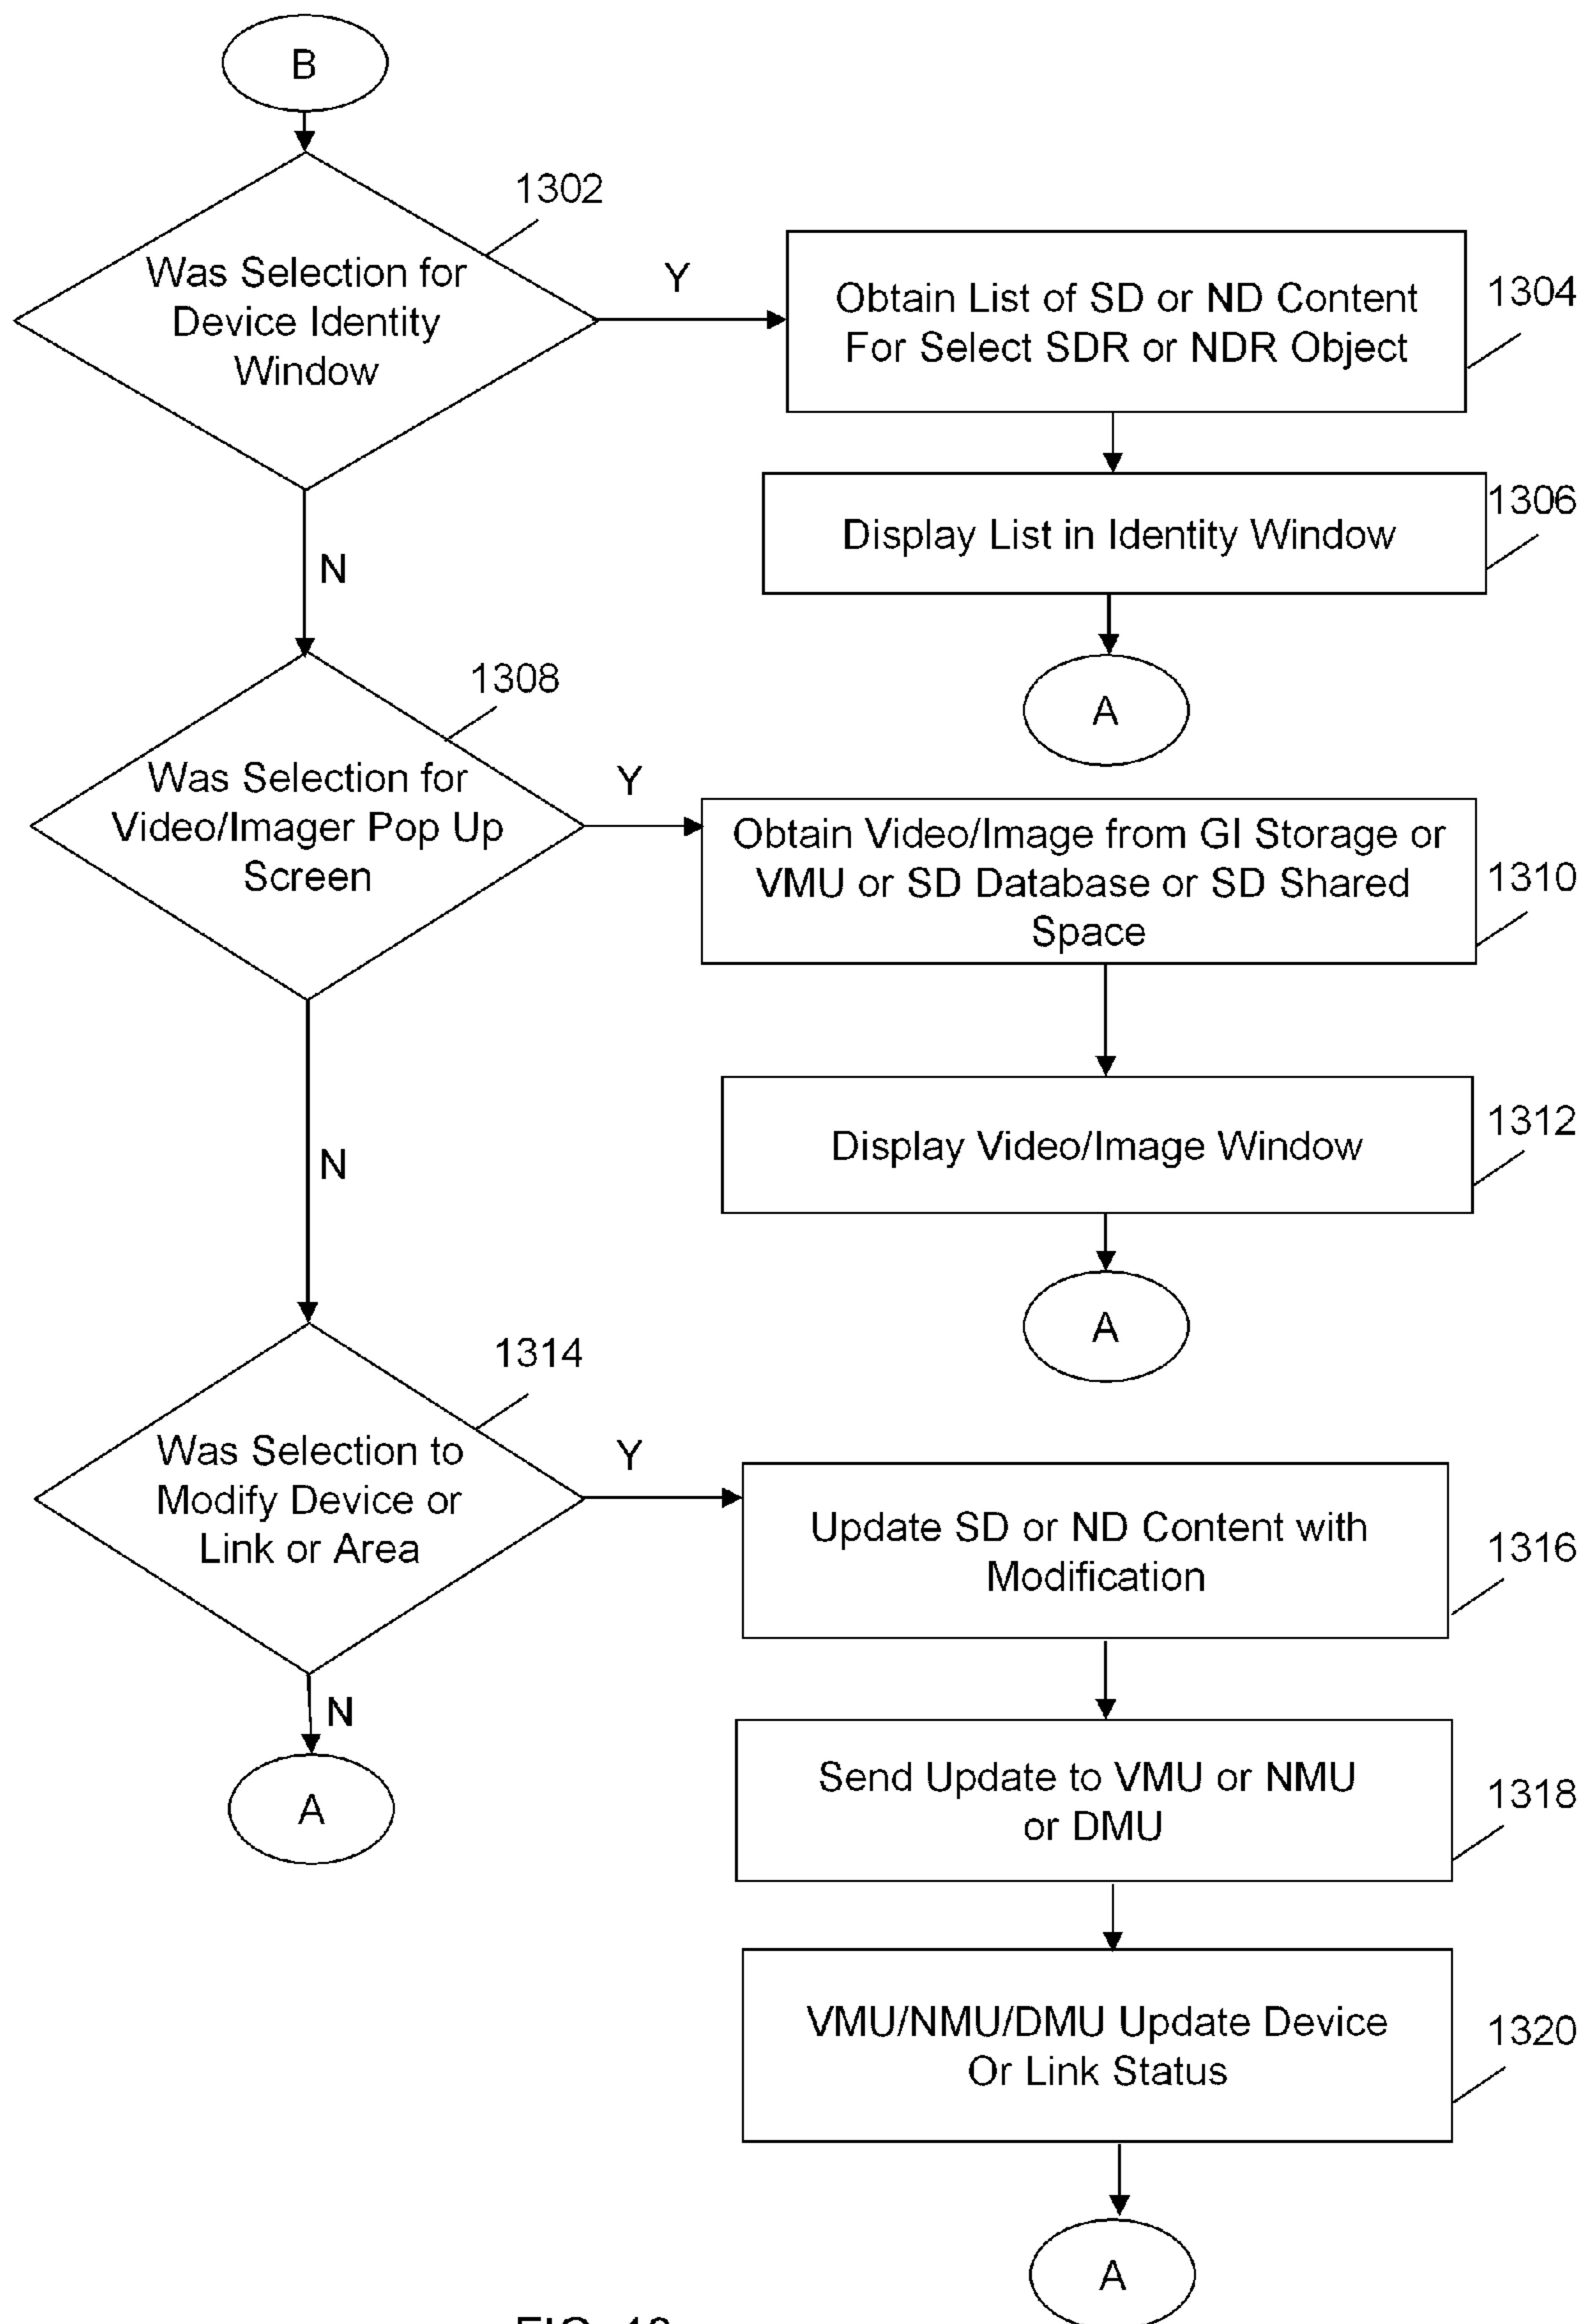 B
1302
Was Selection for
Device Identity
Window
Y
Obtain List of SD or ND Content
For Select SDR or NDR Object
1304
Display List in Identity Window
1306
A
N
1308
Was Selection for
Video/Imager Pop Up
Screen
Y
Obtain Video/Image from GI Storage or
VMU or SD Database or SD Shared
Space
1310
Display Video/Image Window
1312
A
N
1314
Was Selection to
Modify Device or
Link or Area
Y
Update SD or ND Content with
Modification
1316
Send Update to VMU or NMU
or DMU
1318
VMU/NMU/DMU Update Device
Or Link Status
1320
A
N
A
FIG.